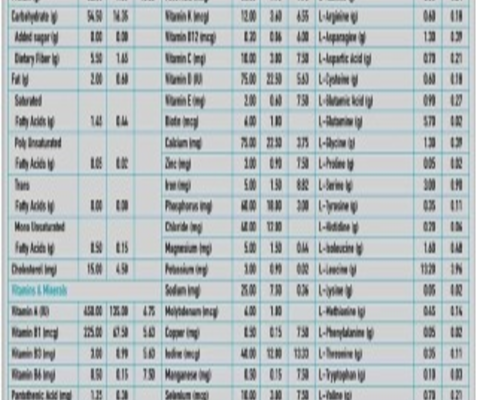 Carbohydrate (g) 54.50 16.35 Vitamin K (mcg) 12.00 3.60 6.55 L-Arginine (g) 0.60 0.18
Added sugar (g) 0.00 0.00 Vitamin B12 (mcg) 0.20 0.06 6.00 L-Asparagine (g) 1.30 0.39
Dietary Fiber (g) 5.50 1.65 Vitamin C (mg) 10.00 3.00 7.50 L-Aspartic Acid (g) 0.70 0.21
Fat (g) 2.00 0.60 Vitamin D (IU) 75.00 22.50 5.63 L-Cysteine (g) 0.60 0.18
Saturated Vitamin E (mg) 2.00 0.60 7.50 L-Glutamic Acid (g) 0.90 0.27
Fatty Acids (g) 1.45 0.44 Biotin (mcg) 6.00 1.80 L-Glutamine (g) 5.70 0.02
Poly Unsaturated Calcium (mg) 75.00 22.50 3.75 L-Glycine (g) 1.30 0.39
Fatty Acids (g) 0.05 0.02 Zinc (mg) 3.00 0.90 7.50 L-Proline (g) 0.05 0.02
Trans Iron (mg) 5.00 1.50 8.82 L-Serine (g) 3.00 0.90
Fatty Acids (g) 0.00 0.00 Phosphorus (mg) 60.00 18.00 3.00 L-Tyrosine (g) 0.35 0.11
Mono Unsaturated Chloride (mg) 40.00 12.00 L-Histidine (g) 0.20 0.06
Fatty Acids (g) 0.50 0.15 Magnesium (mg) 5.00 1.50 0.44 L-Isoleucine (g) 1.60 0.48
Cholesterol (mg) 15.00 4.50 Potassium (mg) 3.00 0.90 0.02 L-Leucine (g) 13.20 3.96
Vitamins & Minerals Sodium (mg) 25.00 7.50 0.36 L-Lysine (g) 0.05 0.02
Vitamin A (IU) 450.00 135.00 4.75 Molybdenum (mcg) 6.00 1.80 L-Methionine (g) 0.45 0.14
Vitamin B1 (mcg) 225.00 67.50 5.63 Copper (mg) 0.50 0.15 7.50 L-Phenylalanine (g) 0.05 0.02
Vitamin B3 (mg) 3.00 0.90 5.63 Iodine (mcg) 40.00 12.00 13.33 L-Threonine (g) 0.35 0.11
Vitamin B6 (mg) 0.50 0.15 7.50 Manganese (mg) 0.50 0.15 7.50 L-Tryptophan (g) 0.10 0.03
Pantothenic Acid (mg) 1.25 0.38 Selenium (mcg) 10.00 3.00 7.50 L-Valine (g) 0.70 0.21